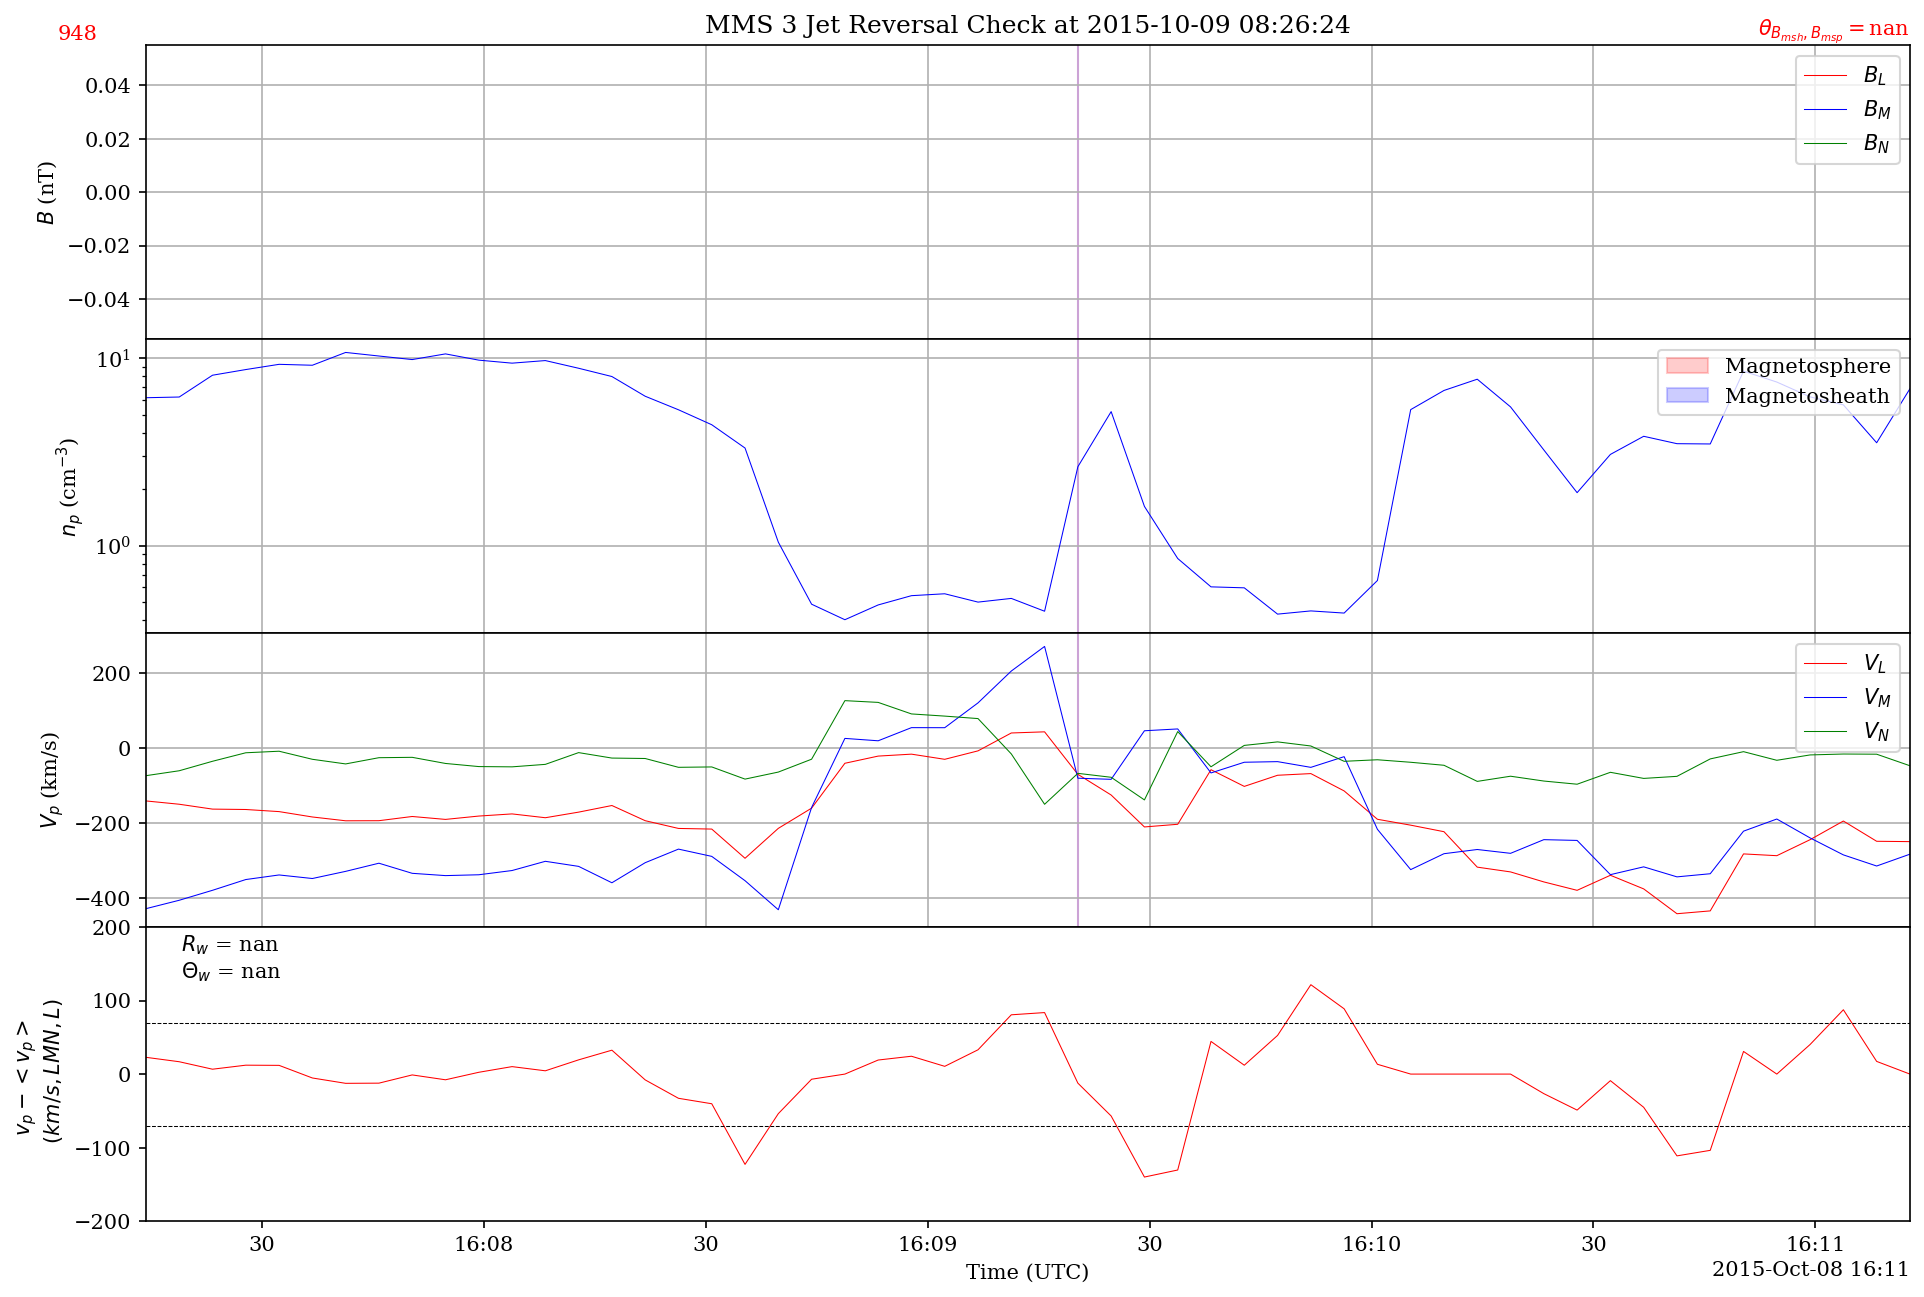 MMS 3 Jet Reversal Check at 2015-10-09 08:26:24
948
θ_{B_{msh}, B_{msp}} = nan
B (nT)
0.04
0.02
0.00
−0.02
−0.04
B_L
B_M
B_N
n_p (cm^{−3})
10^1
10^0
Magnetosphere
Magnetosheath
V_p (km/s)
200
0
−200
−400
V_L
V_M
V_N
v_p − < v_p >
(km/s, LMN, L)
200
100
0
−100
−200
R_w = nan
Θ_w = nan
30
16:08
30
16:09
30
16:10
30
16:11
Time (UTC)
2015-Oct-08 16:11